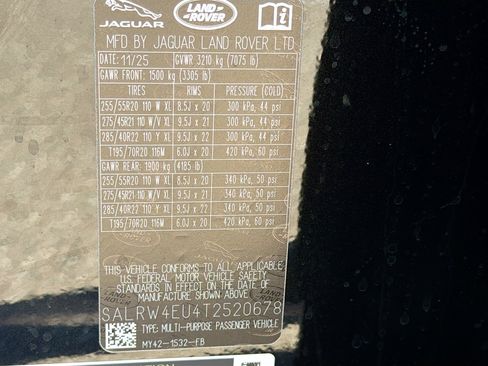 JAGUAR
LAND ROVER
MFD BY JAGUAR LAND ROVER LTD
DATE: 11/25 GVWR 3210 kg (7075 lb)
GAWR FRONT: 1500 kg (3305 lb)
TIRES RIMS PRESSURE (COLD)
255/55R20 110 W XL 8.5J x 20 300 kPa, 44 psi
275/45R21 110 W/V XL 9.5J x 21 300 kPa, 44 psi
285/40R22 110 Y XL 9.5J x 22 300 kPa, 44 psi
T195/70R20 116M 6.0J x 20 420 kPa, 60 psi
GAWR REAR: 1900 kg (4185 lb)
255/55R20 110 W XL 8.5J x 20 340 kPa, 50 psi
275/45R21 110 W/V XL 9.5J x 21 340 kPa, 50 psi
285/40R22 110 Y XL 9.5J x 22 340 kPa, 50 psi
T195/70R20 116M 6.0J x 20 420 kPa, 60 psi
THIS VEHICLE CONFORMS TO ALL APPLICABLE
U.S. FEDERAL MOTOR VEHICLE SAFETY
STANDARDS IN EFFECT ON THE DATE OF
MANUFACTURE SHOWN ABOVE
SALRW4EU4T2520678
TYPE: MULTI-PURPOSE PASSENGER VEHICLE
MY42-1532-FB